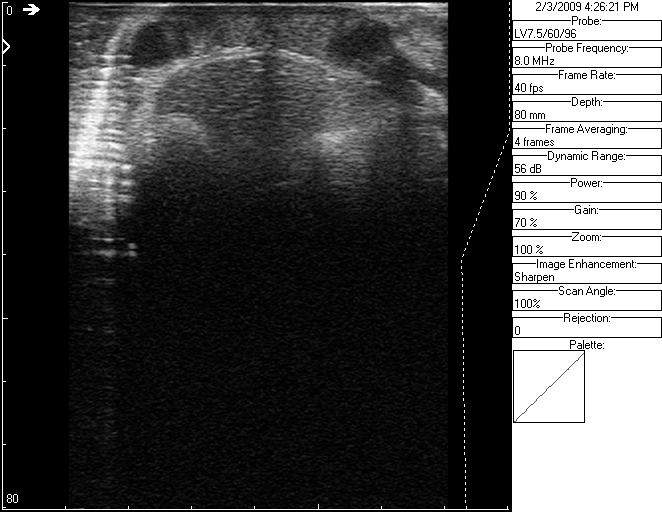 0
80
2/3/2009 4:26:21 PM
Probe:
LV7.5/60/96
Probe Frequency:
8.0 MHz
Frame Rate:
40 fps
Depth:
80 mm
Frame Averaging:
4 frames
Dynamic Range:
56 dB
Power:
90 %
Gain:
70 %
Zoom:
100 %
Image Enhancement:
Sharpen
Scan Angle:
100%
Rejection:
0
Palette: